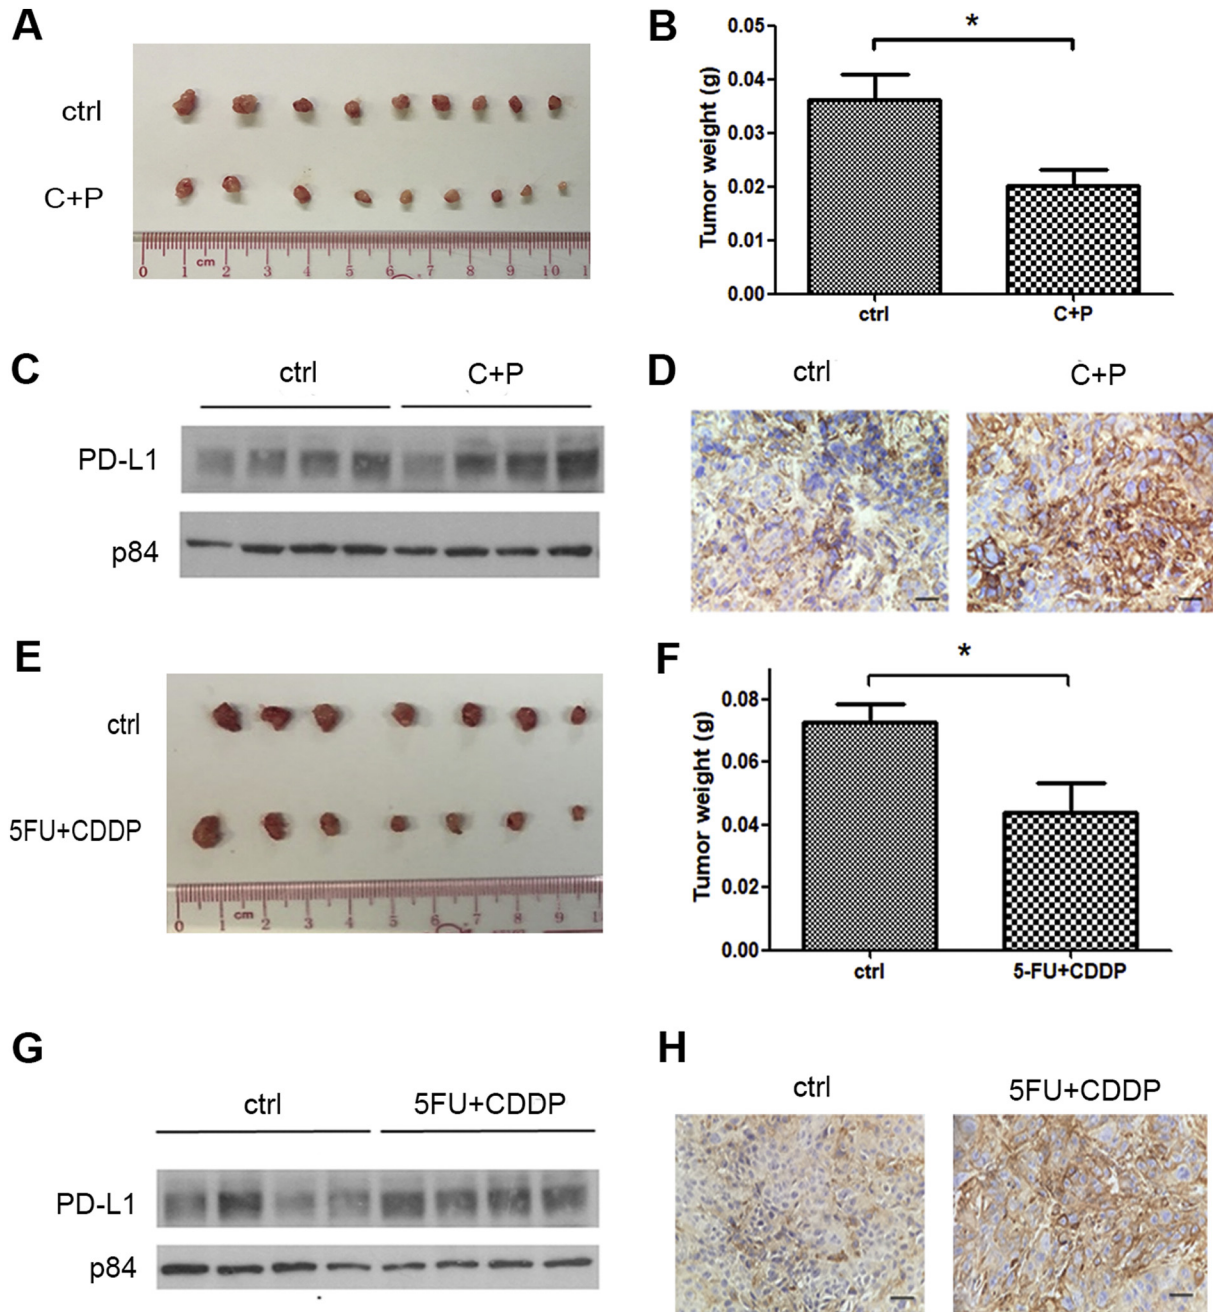 A
ctrl
C+P
0 1 2 3 4 5 6 7 8 9 10
cm
B
*
Tumor weight (g)
0.05
0.04
0.03
0.02
0.01
0.00
ctrl C+P
C
ctrl C+P
PD-L1
p84
D
ctrl C+P
E
ctrl
5FU+CDDP
0 1 2 3 4 5 6 7 8 9
cm
F
*
Tumor weight (g)
0.08
0.06
0.04
0.02
0.00
ctrl 5-FU+CDDP
G
ctrl 5FU+CDDP
PD-L1
p84
H
ctrl 5FU+CDDP